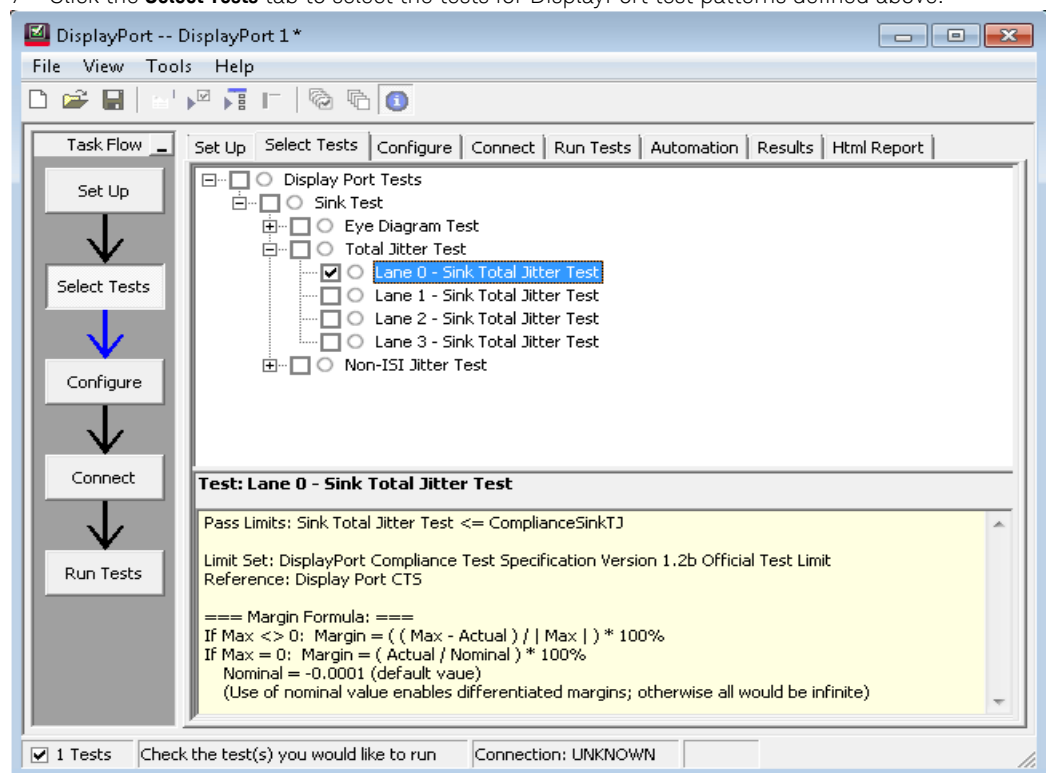 7 Click the Select Tests tab to select the tests for DisplayPort test patterns defined above.
DisplayPort -- DisplayPort 1 *
File View Tools Help
Task Flow
Set Up
Select Tests
Configure
Connect
Run Tests
Set Up Select Tests Configure Connect Run Tests Automation Results Html Report
Display Port Tests
Sink Test
Eye Diagram Test
Total Jitter Test
Lane 0 - Sink Total Jitter Test
Lane 1 - Sink Total Jitter Test
Lane 2 - Sink Total Jitter Test
Lane 3 - Sink Total Jitter Test
Non-ISI Jitter Test
Test: Lane 0 - Sink Total Jitter Test
Pass Limits: Sink Total Jitter Test <= ComplianceSinkTJ
Limit Set: DisplayPort Compliance Test Specification Version 1.2b Official Test Limit
Reference: Display Port CTS
=== Margin Formula: ===
If Max <> 0: Margin = ( ( Max - Actual ) / | Max | ) * 100%
If Max = 0: Margin = ( Actual / Nominal ) * 100%
Nominal = -0.0001 (default vaue)
(Use of nominal value enables differentiated margins; otherwise all would be infinite)
1 Tests Check the test(s) you would like to run Connection: UNKNOWN